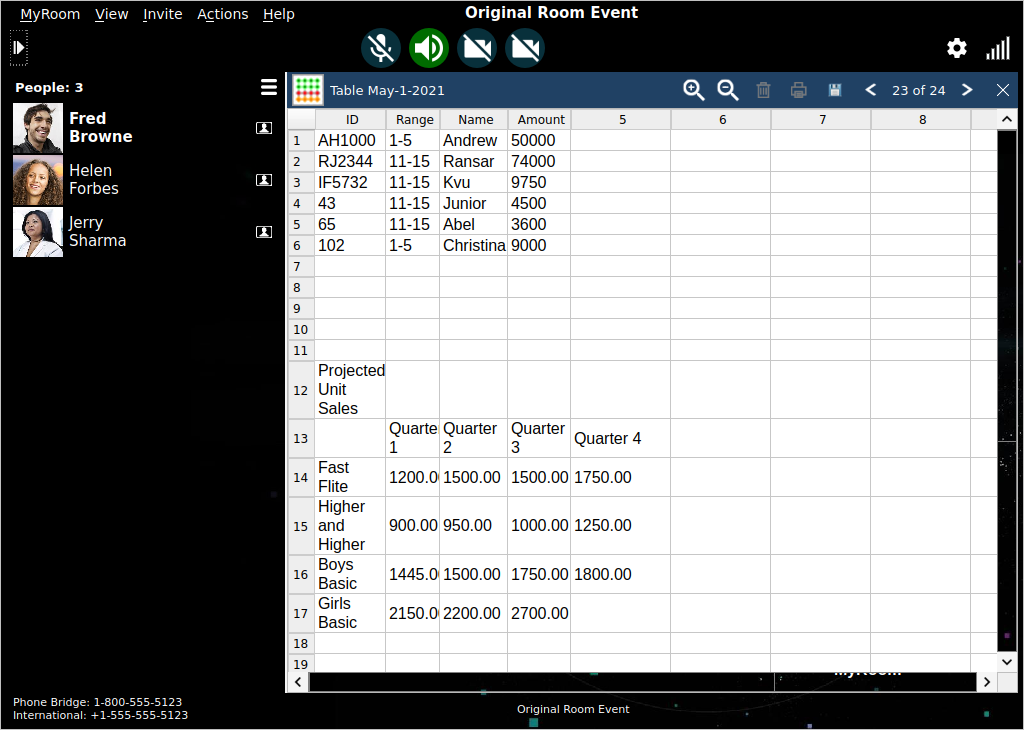 MyRoom View Invite Actions Help
Original Room Event
People: 3
Fred
Browne
Helen
Forbes
Jerry
Sharma
Table May-1-2021
23 of 24
ID Range Name Amount 5 6 7 8
1 AH1000 1-5 Andrew 50000
2 RJ2344 11-15 Ransar 74000
3 IF5732 11-15 Kvu 9750
4 43 11-15 Junior 4500
5 65 11-15 Abel 3600
6 102 1-5 Christina 9000
7
8
9
10
11
12 Projected
Unit
Sales
13 Quarte Quarter Quarter Quarter 4
1 2 3
14 Fast
Flite 1200.00 1500.00 1500.00 1750.00
15 Higher
and
Higher 900.00 950.00 1000.00 1250.00
16 Boys
Basic 1445.0 1500.00 1750.00 1800.00
17 Girls
Basic 2150.0 2200.00 2700.00
18
19
MyRoom
Phone Bridge: 1-800-555-5123
International: +1-555-555-5123
Original Room Event